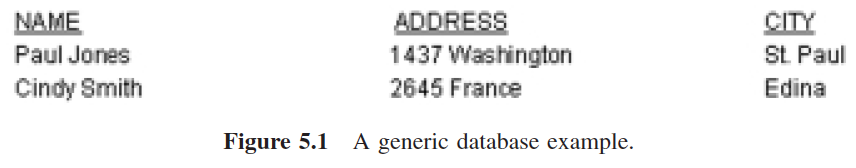 NAME ADDRESS CITY
Paul Jones 1437 Washington St. Paul
Cindy Smith 2645 France Edina
Figure 5.1 A generic database example.